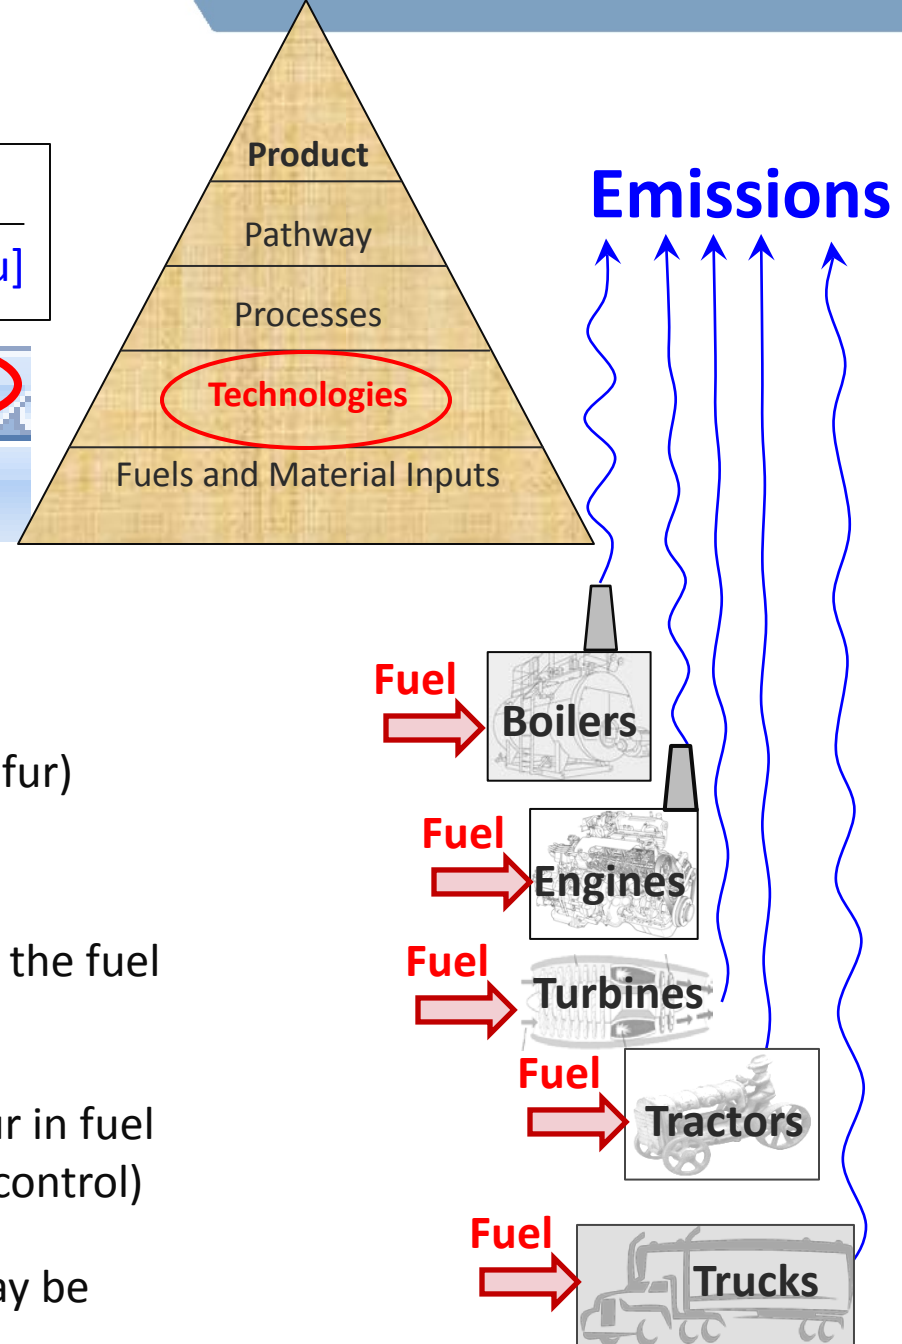 Product
Emissions
Pathway
u]
Processes
Technologies
Fuels and Material Inputs
Fuel
Boilers
fur)
Fuel
Engines
the fuel
Fuel
Turbines
Fuel
r in fuel
Tractors
control)
Fuel
ay be
Trucks